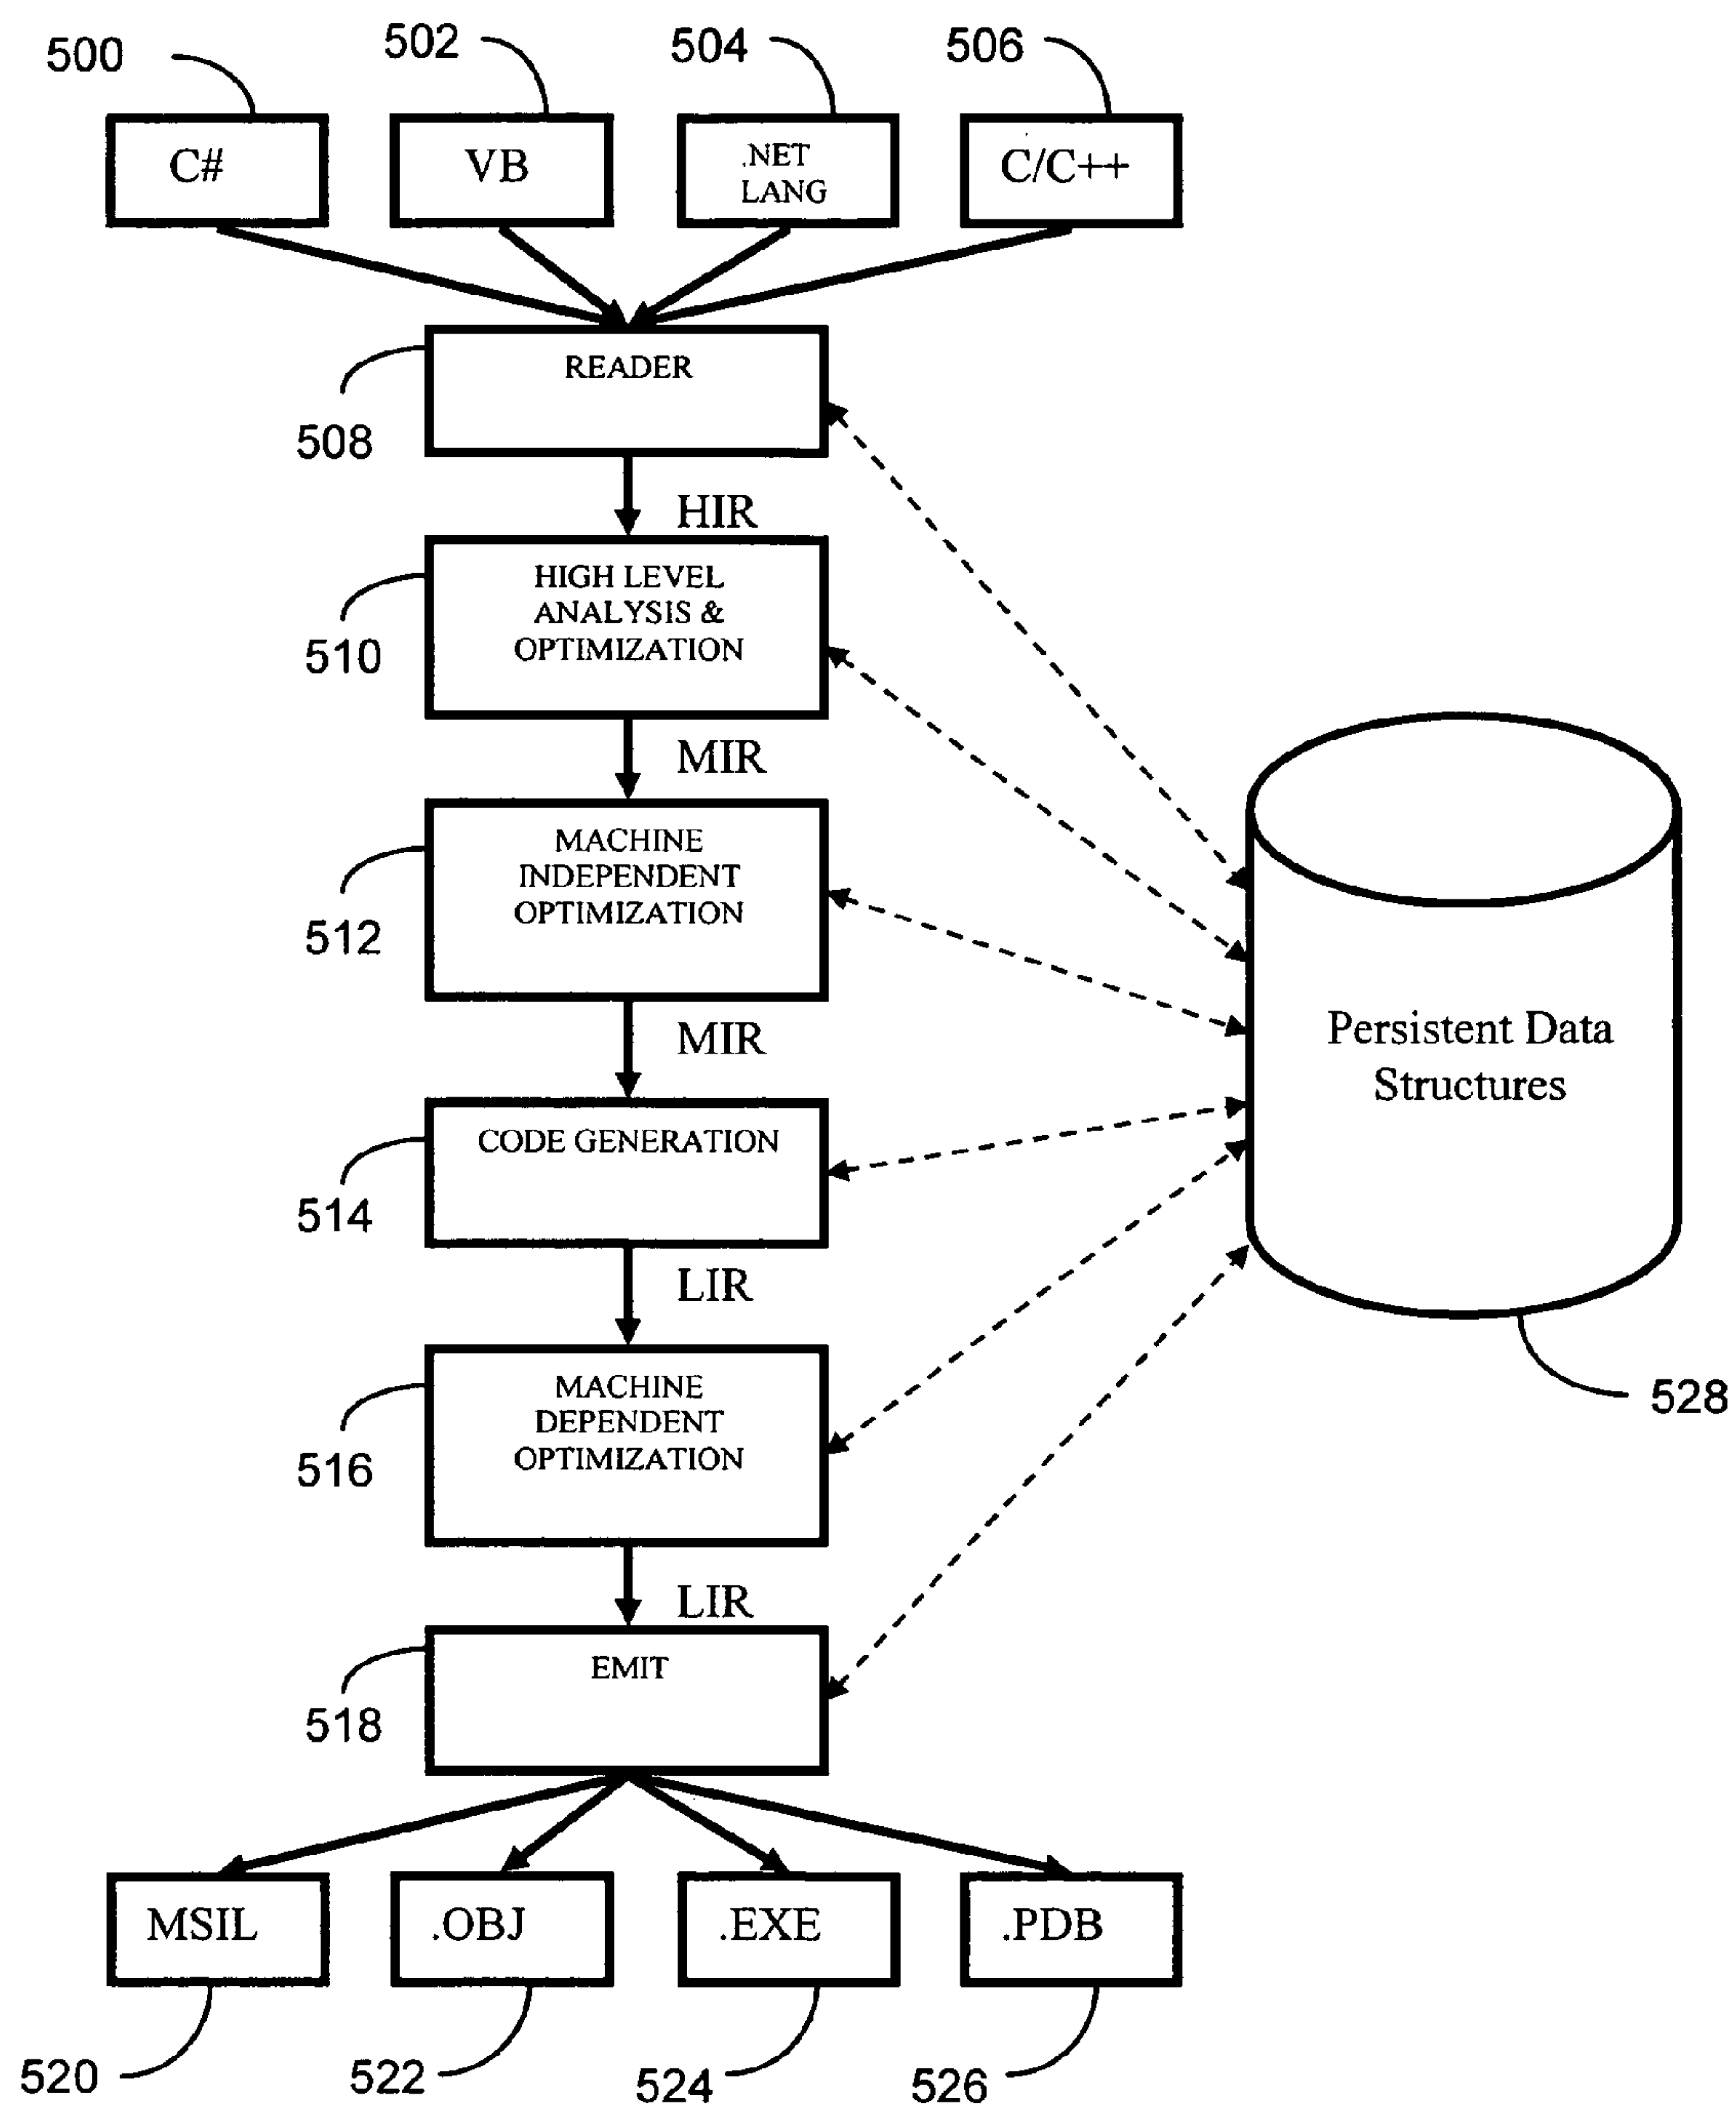 500
502
504
506
C#
VB
.NET
LANG
C/C++
READER
508
HIR
HIGH LEVEL
ANALYSIS &
OPTIMIZATION
510
MIR
MACHINE
INDEPENDENT
OPTIMIZATION
512
Persistent Data
Structures
MIR
CODE GENERATION
514
LIR
MACHINE
DEPENDENT
OPTIMIZATION
516
528
LIR
EMIT
518
MSIL
.OBJ
.EXE
.PDB
520
522
524
526